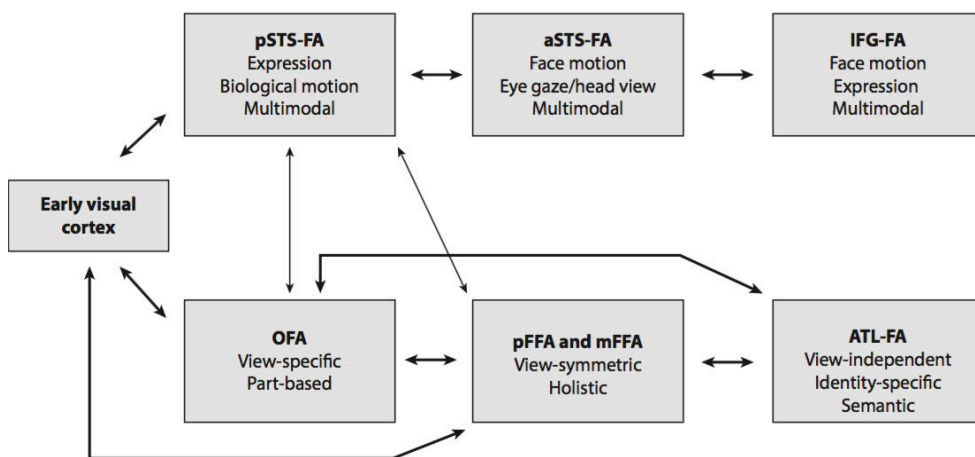 pSTS-FA
Expression
Biological motion
Multimodal
aSTS-FA
Face motion
Eye gaze/head view
Multimodal
IFG-FA
Face motion
Expression
Multimodal
Early visual
cortex
OFA
View-specific
Part-based
pFFA and mFFA
View-symmetric
Holistic
ATL-FA
View-independent
Identity-specific
Semantic